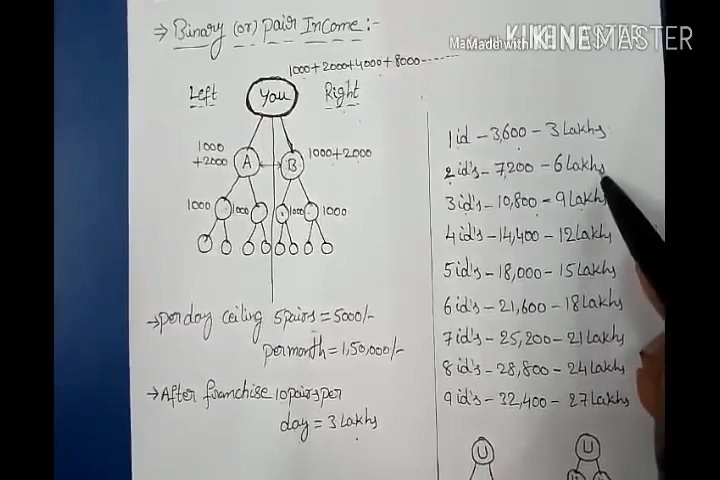 ⇒ Binary (or) pair Income:-
Made with KINEMASTER
1000+2000+4000+8000------
Left You Right
1000
+2000 A B 1000+2000
1000 1000 1000 1000
→ per day ceiling 5 pairs = 5000/-
per month = 1,50,000/-
→ After franchise 10 pairs per
day = 3 Lakhs
1 id - 3,600 - 3 Lakhs
2 id's - 7,200 - 6 Lakhs
3 id's - 10,800 - 9 Lakhs
4 id's - 14,400 - 12 Lakhs
5 id's - 18,000 - 15 Lakhs
6 id's - 21,600 - 18 Lakhs
7 id's - 25,200 - 21 Lakhs
8 id's - 28,800 - 24 Lakhs
9 id's - 32,400 - 27 Lakhs
U U